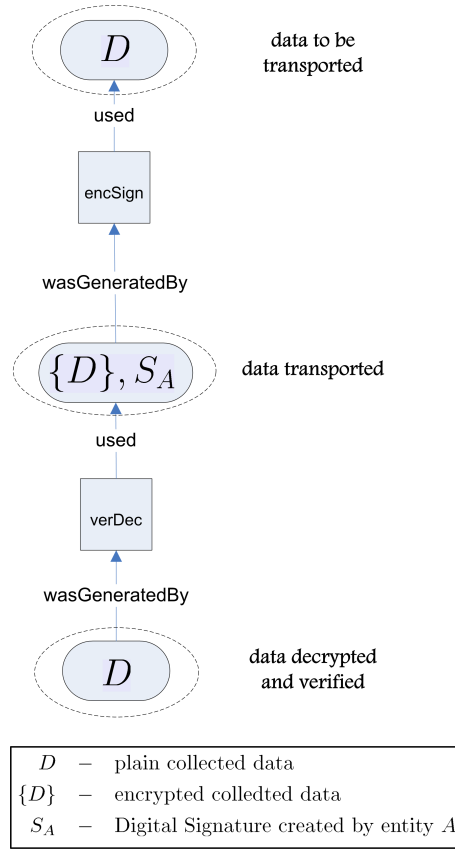 D
data to be
transported
used
encSign
wasGeneratedBy
{D}, S_A
data transported
used
verDec
wasGeneratedBy
D
data decrypted
and verified
D – plain collected data
{D} – encrypted colledted data
S_A – Digital Signature created by entity A